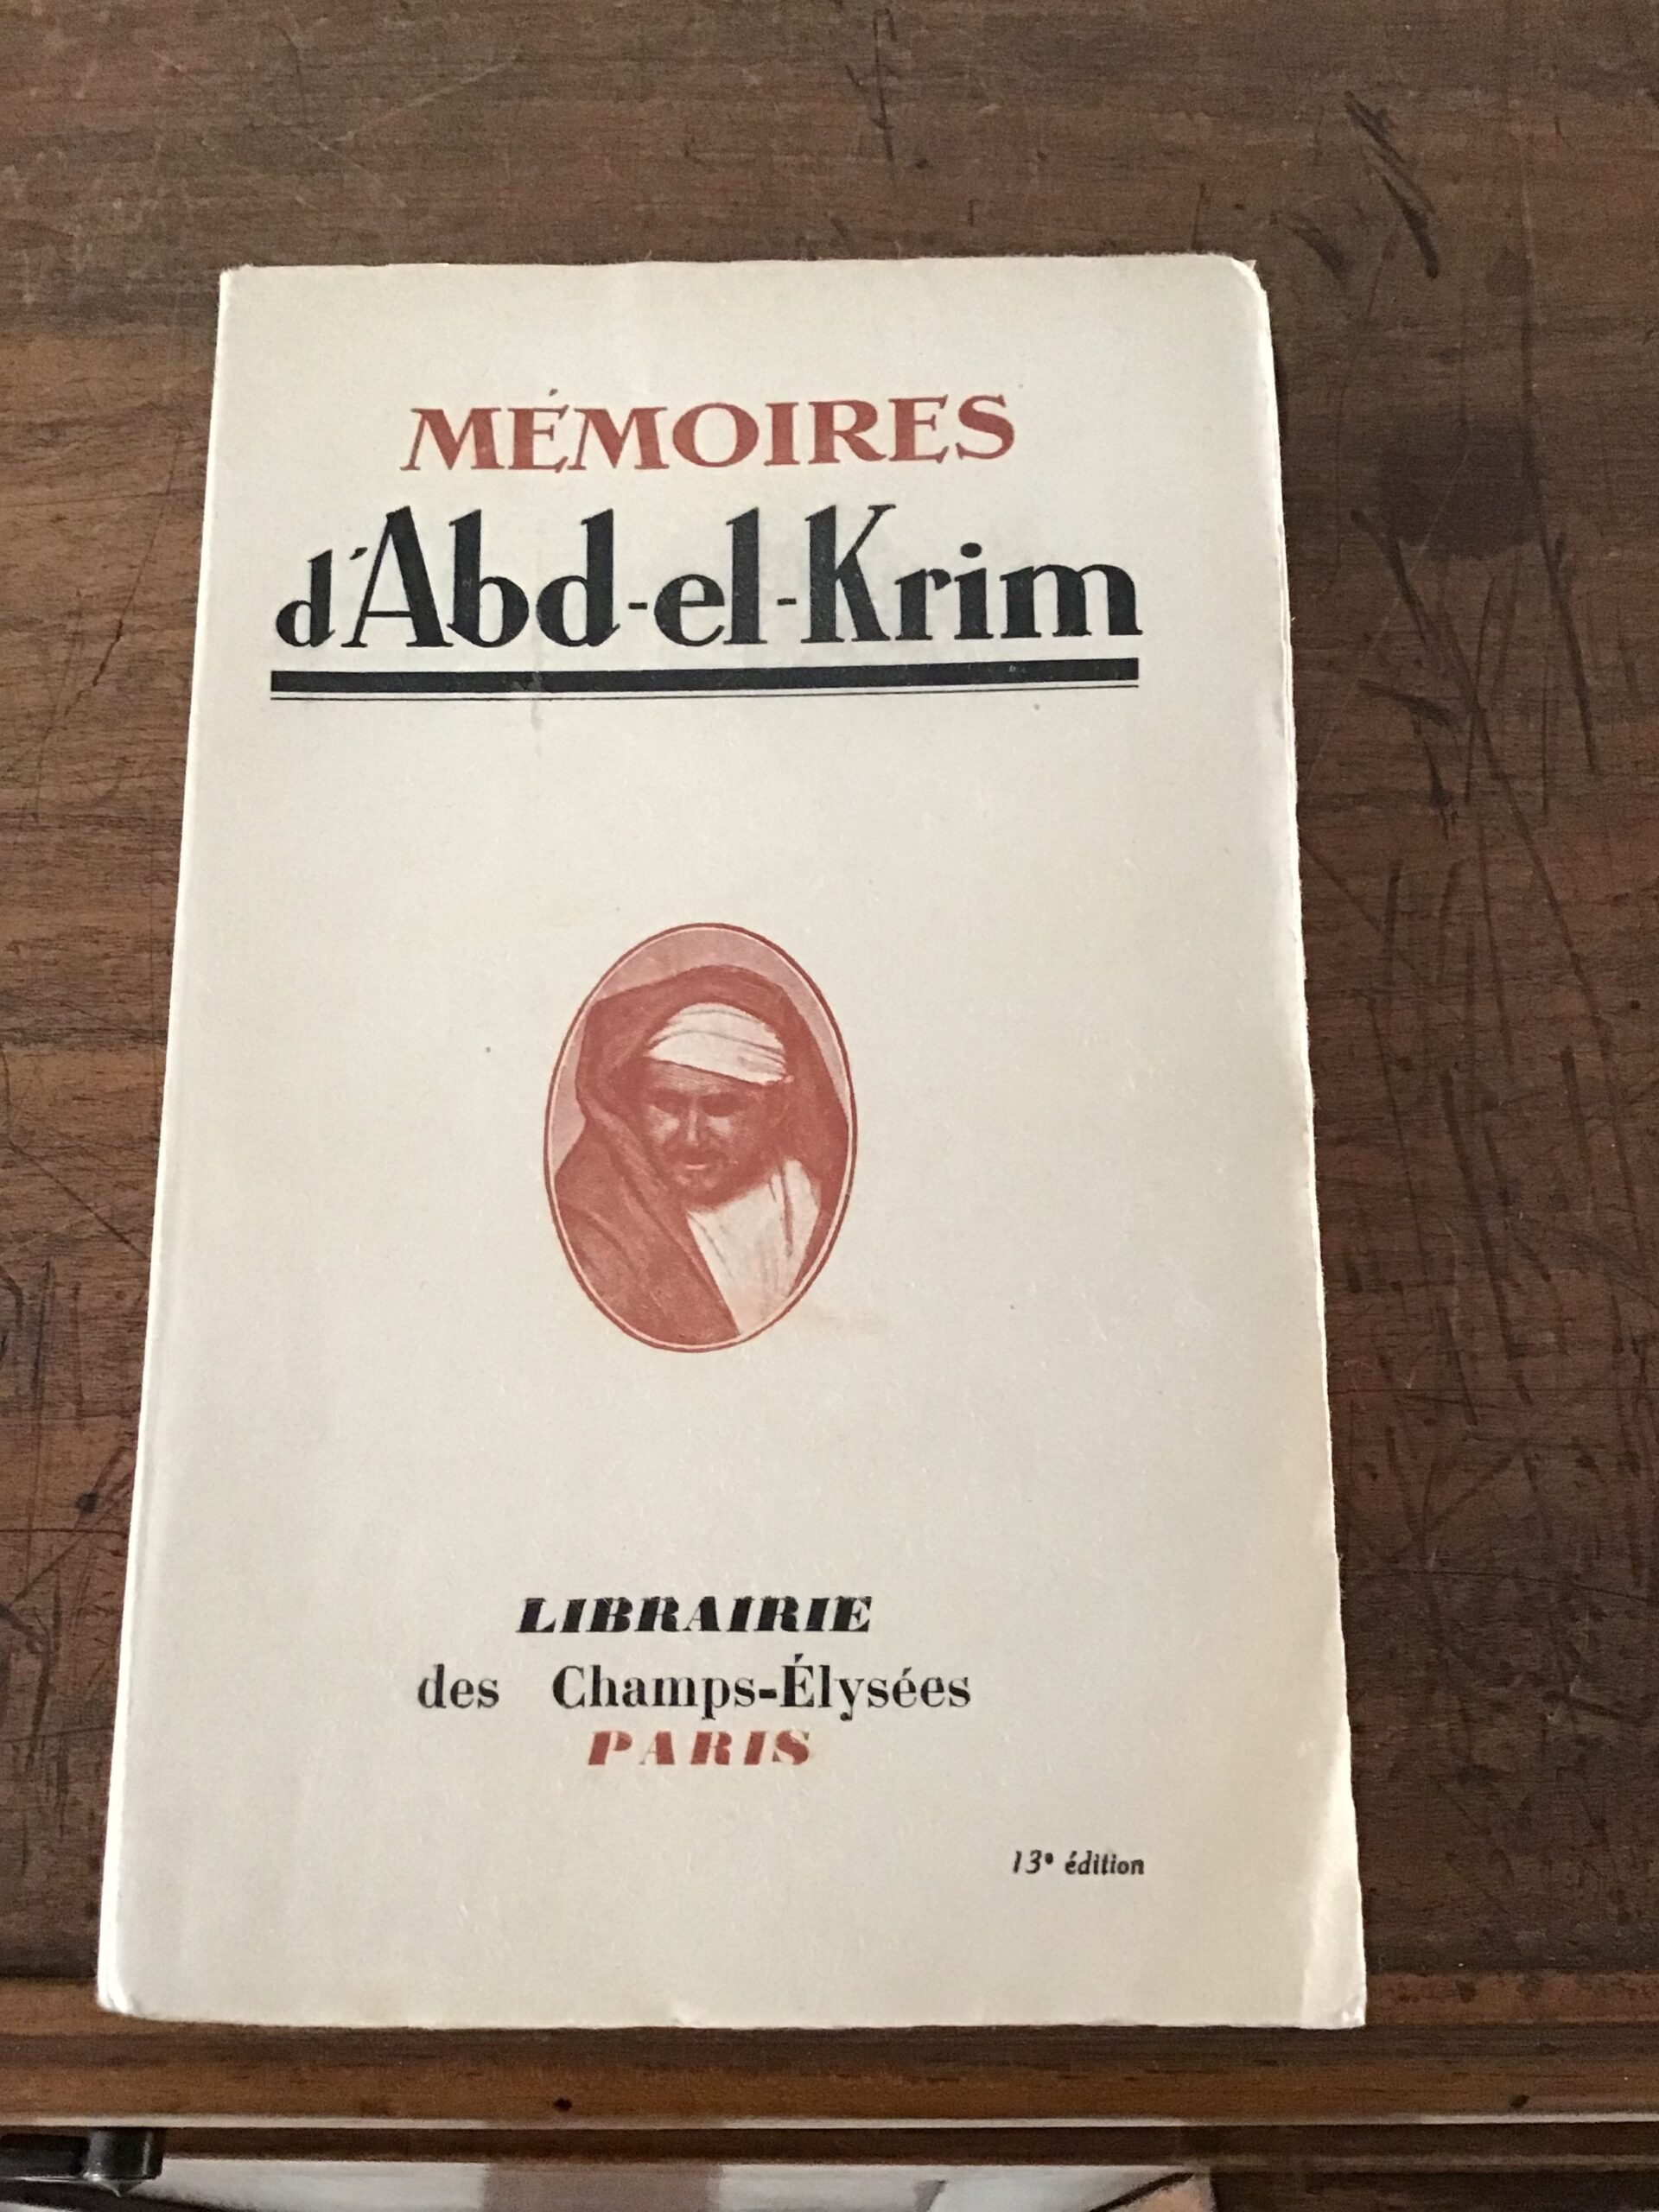 MÉMOIRES
d'Abd-el-Krim
LIBRAIRIE
des Champs-Élysées
PARIS
13e édition